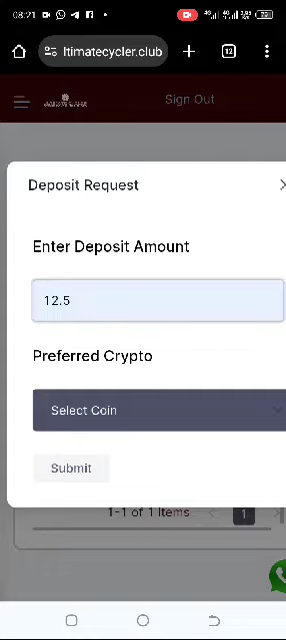 08:21
ltimatecycler.club
12
Sign Out
Deposit Request
Enter Deposit Amount
12.5
Preferred Crypto
Select Coin
Submit
1-1 of 1 Items
1